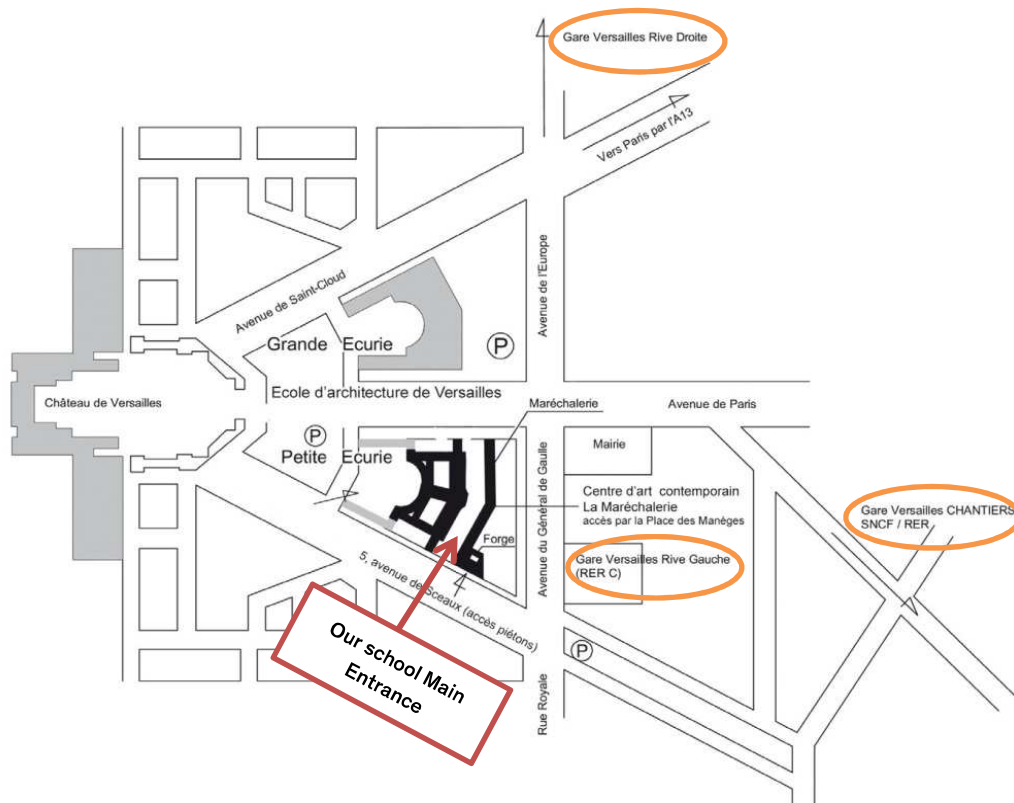 Gare Versailles Rive Droite
Vers Paris par l'A13
Avenue de l'Europe
Avenue de Saint-Cloud
Grande Ecurie
P
Ecole d'architecture de Versailles
Château de Versailles
Maréchalerie
Avenue de Paris
P
Petite Ecurie
Mairie
Centre d'art contemporain
La Maréchalerie
accès par la Place des Manèges
Gare Versailles CHANTIERS
SNCF / RER
Forge
Avenue du Général de Gaulle
Gare Versailles Rive Gauche
(RER C)
5, avenue de Sceaux (accès piétons)
Our school Main
Entrance
P
Rue Royale